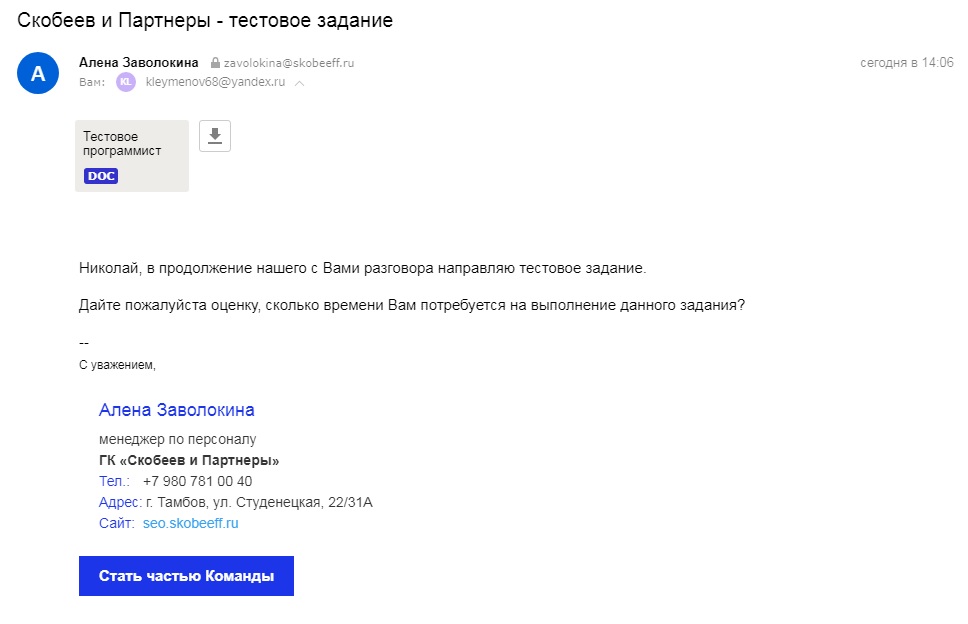 Скобеев и Партнеры - тестовое задание
А
Алена Заволокина zavolokina@skobeeff.ru
сегодня в 14:06
Вам: KL kleymenov68@yandex.ru
Тестовое
программист
DOC
Николай, в продолжение нашего с Вами разговора направляю тестовое задание.
Дайте пожалуйста оценку, сколько времени Вам потребуется на выполнение данного задания?
--
С уважением,
Алена Заволокина
менеджер по персоналу
ГК «Скобеев и Партнеры»
Тел.: +7 980 781 00 40
Адрес: г. Тамбов, ул. Студенецкая, 22/31А
Сайт: seo.skobeeff.ru
Стать частью Команды